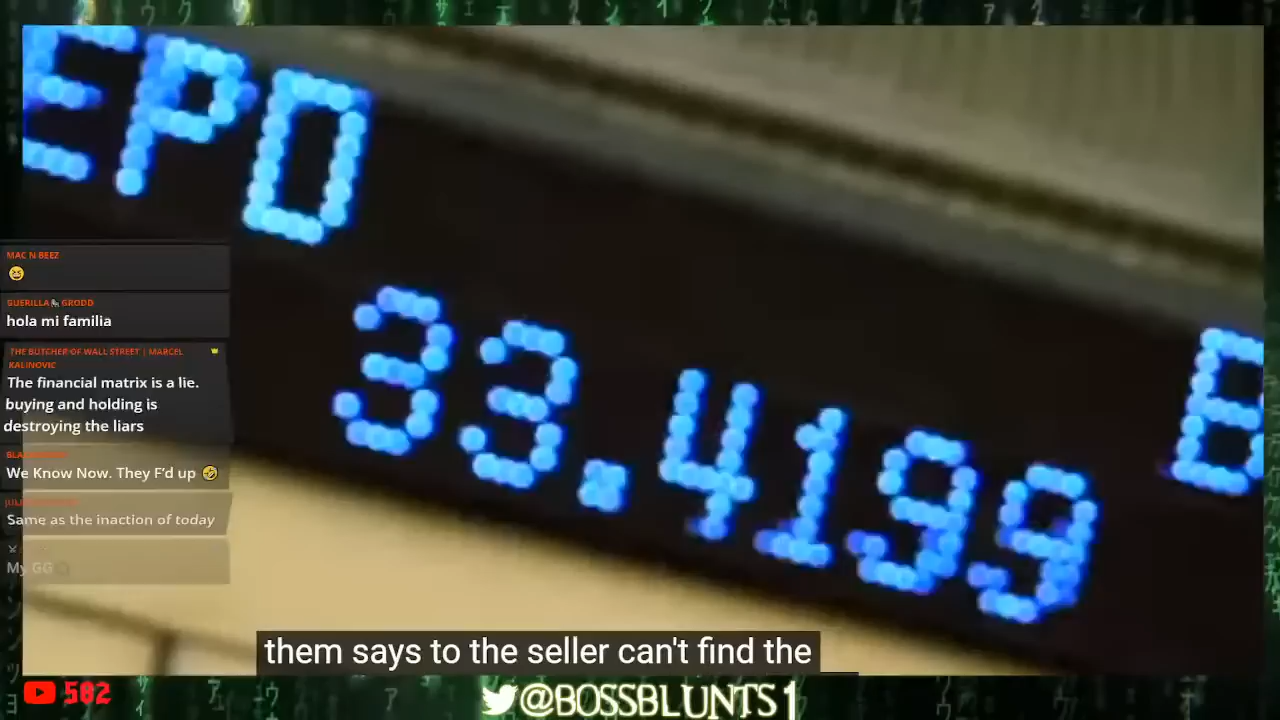 EPD
33.4199
B
MAC N BEEZ
GUERILLA GRODD
hola mi familia
THE BUTCHER OF WALL STREET | MARCEL
KALINOVIC
The financial matrix is a lie.
buying and holding is
destroying the liars
We Know Now. They F’d up
Same as the inaction of today
My GG
them says to the seller can't find the
582
@BOSSBLUNTS1